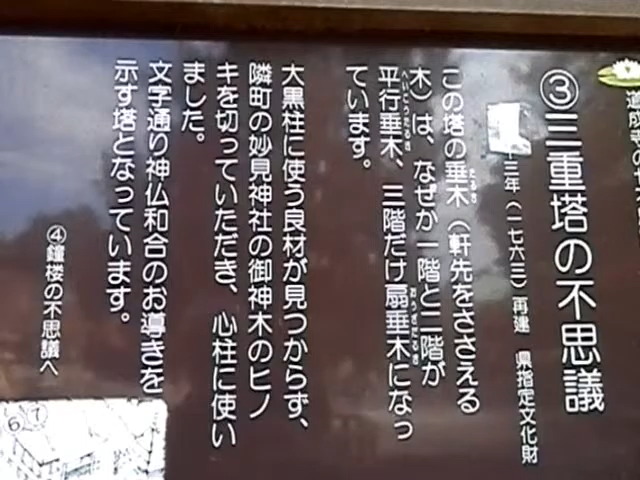 ③三重塔の不思議
十三年（一七六三）再建　県指定文化財
この塔の垂木（軒先をささえる
木）は、なぜか一階と二階が
平行垂木、三階だけ扇垂木になっ
ています。
大黒柱に使う良材が見つからず、
隣町の妙見神社の御神木のヒノ
キを切っていただき、心柱に使い
ました。
文字通り神仏和合のお導きを
示す塔となっています。
④鐘楼の不思議へ
⑥⑦